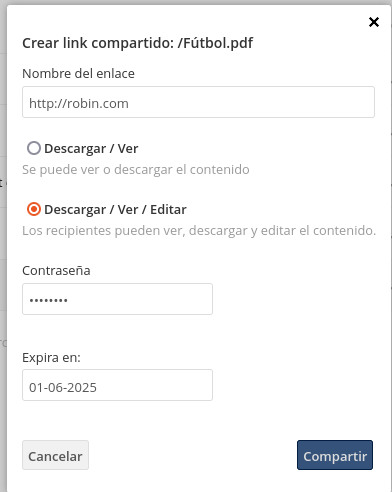 Crear link compartido: /Fútbol.pdf
Nombre del enlace
http://robin.com
Descargar / Ver
Se puede ver o descargar el contenido
Descargar / Ver / Editar
Los recipientes pueden ver, descargar y editar el contenido.
Contraseña
••••••••
Expira en:
01-06-2025
Cancelar
Compartir